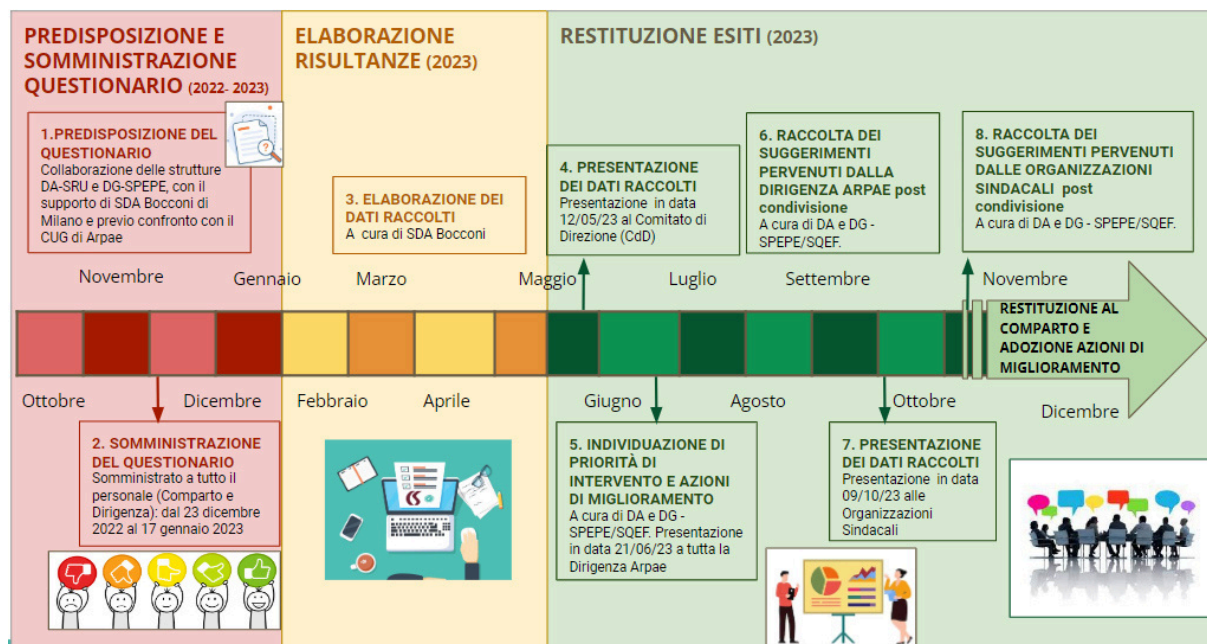 PREDISPOSIZIONE E
SOMMINISTRAZIONE
QUESTIONARIO (2022- 2023)
1.PREDISPOSIZIONE DEL
QUESTIONARIO
Collaborazione delle strutture
DA-SRU e DG-SPEPE, con il
supporto di SDA Bocconi di
Milano e previo confronto con il
CUG di Arpae
ELABORAZIONE
RISULTANZE (2023)
3. ELABORAZIONE DEI
DATI RACCOLTI
A cura di SDA Bocconi
RESTITUZIONE ESITI (2023)
4. PRESENTAZIONE
DEI DATI RACCOLTI
Presentazione in data
12/05/23 al Comitato di
Direzione (CdD)
6. RACCOLTA DEI
SUGGERIMENTI
PERVENUTI DALLA
DIRIGENZA ARPAE post
condivisione
A cura di DA e DG -
SPEPE/SQEF.
8. RACCOLTA DEI
SUGGERIMENTI PERVENUTI
DALLE ORGANIZZAZIONI
SINDACALI post
condivisione
A cura di DA e DG - SPEPE/SQEF.
Novembre
Gennaio
Marzo
Maggio
Luglio
Settembre
Novembre
RESTITUZIONE AL
COMPARTO E
ADOZIONE AZIONI DI
MIGLIORAMENTO
Ottobre
Dicembre
Febbraio
Aprile
Giugno
Agosto
Ottobre
Dicembre
2. SOMMINISTRAZIONE
DEL QUESTIONARIO
Somministrato a tutto il
personale (Comparto e
Dirigenza): dal 23 dicembre
2022 al 17 gennaio 2023
5. INDIVIDUAZIONE DI
PRIORITÀ DI
INTERVENTO E AZIONI
DI MIGLIORAMENTO
A cura di DA e DG -
SPEPE/SQEF. Presentazione
in data 21/06/23 a tutta la
Dirigenza Arpae
7. PRESENTAZIONE
DEI DATI RACCOLTI
Presentazione in data
09/10/23 alle
Organizzazioni
Sindacali